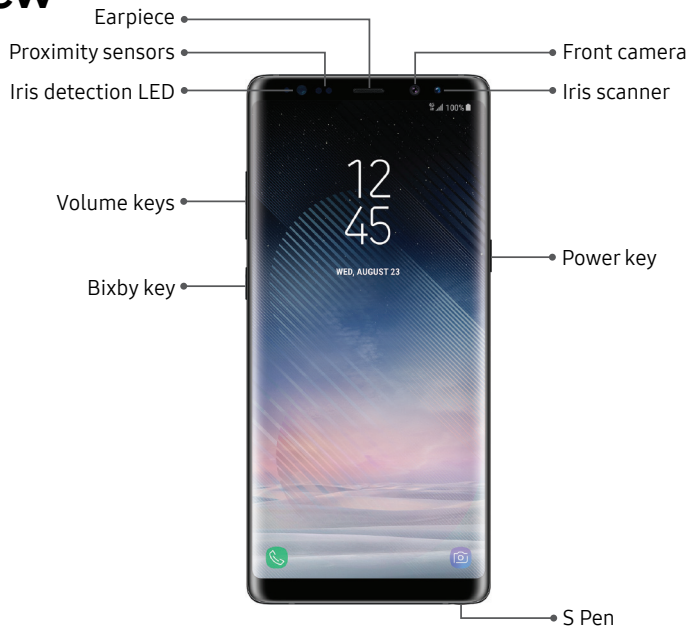 ew
Earpiece
Proximity sensors
Front camera
Iris detection LED
Iris scanner
100%
12
45
WED, AUGUST 23
Volume keys
Power key
Bixby key
S Pen